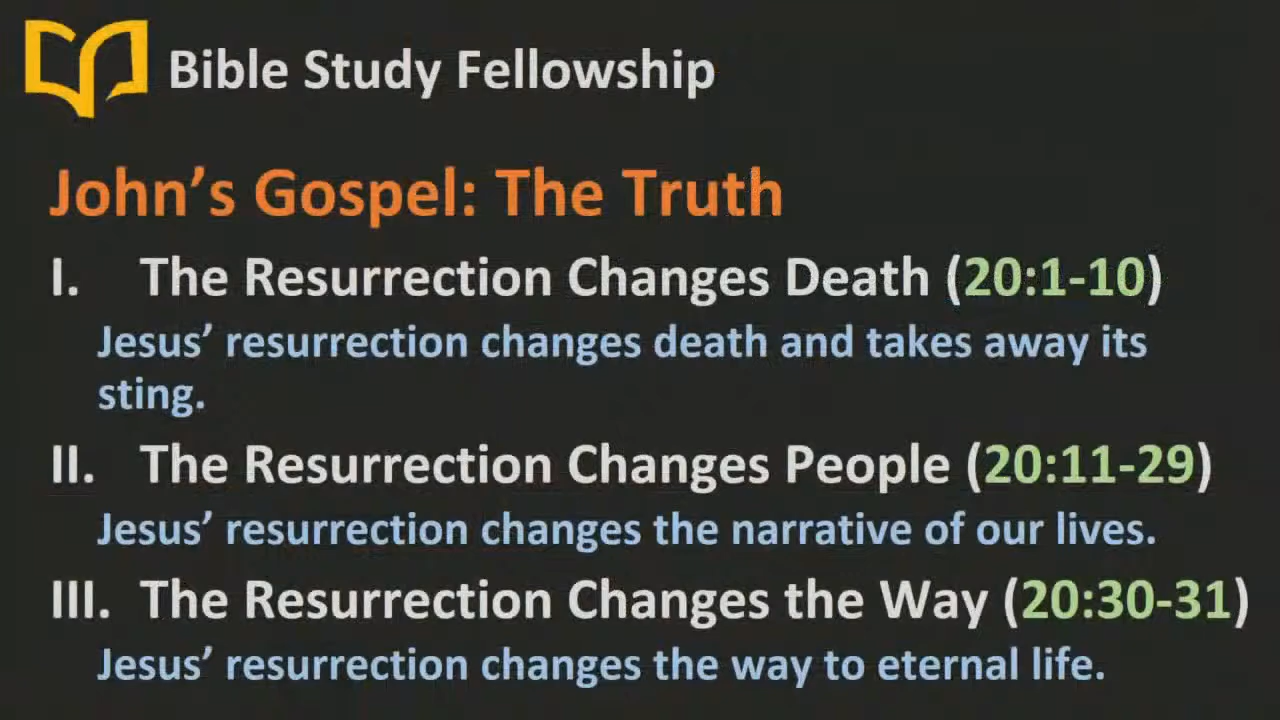 Bible Study Fellowship
John’s Gospel: The Truth
I. The Resurrection Changes Death (20:1-10)
Jesus’ resurrection changes death and takes away its
sting.
II. The Resurrection Changes People (20:11-29)
Jesus’ resurrection changes the narrative of our lives.
III. The Resurrection Changes the Way (20:30-31)
Jesus’ resurrection changes the way to eternal life.